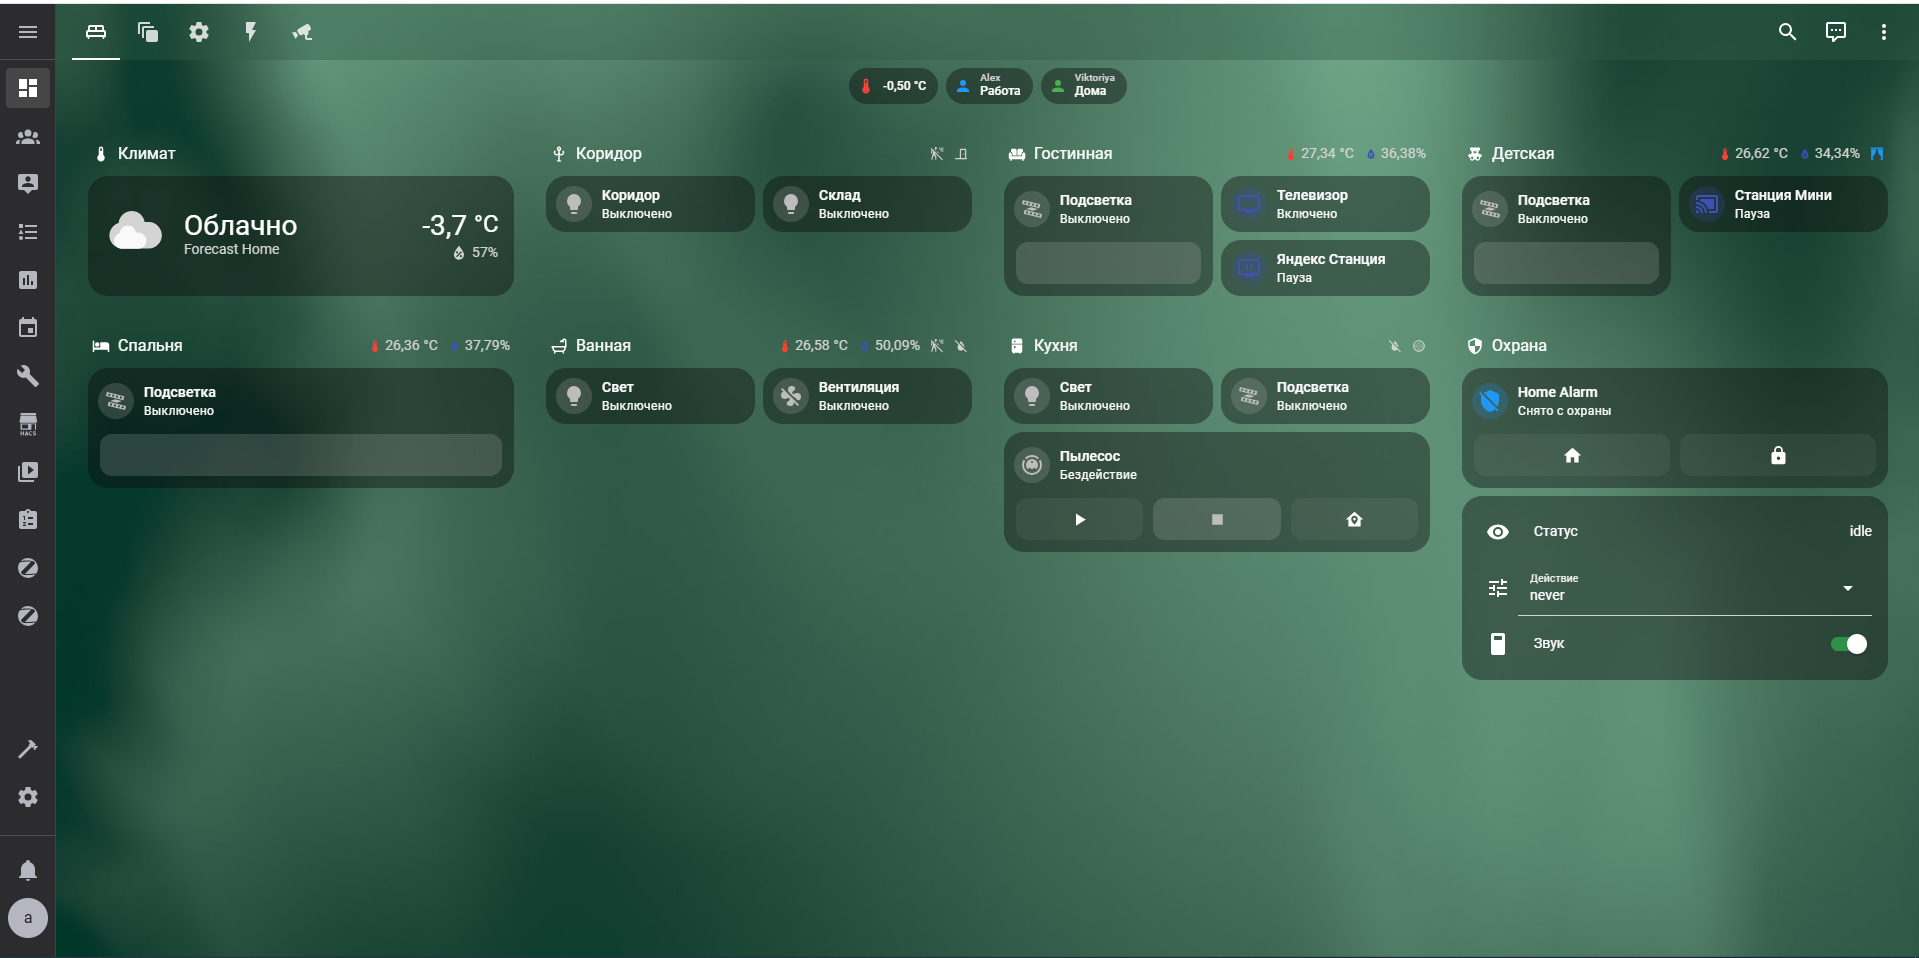 -0,50 °C
Alex
Работа
Viktoriya
Дома
Климат
Облачно
Forecast Home
-3,7 °C
57%
Коридор
Коридор
Выключено
Склад
Выключено
Гостинная
27,34 °C
36,38%
Подсветка
Выключено
Телевизор
Включено
Яндекс Станция
Пауза
Детская
26,62 °C
34,34%
Подсветка
Выключено
Станция Мини
Пауза
Спальня
26,36 °C
37,79%
Подсветка
Выключено
Ванная
26,58 °C
50,09%
Свет
Выключено
Вентиляция
Выключено
Кухня
Свет
Выключено
Подсветка
Выключено
Пылесос
Бездействие
Охрана
Home Alarm
Снято с охраны
Статус
idle
Действие
never
Звук
HACS
a